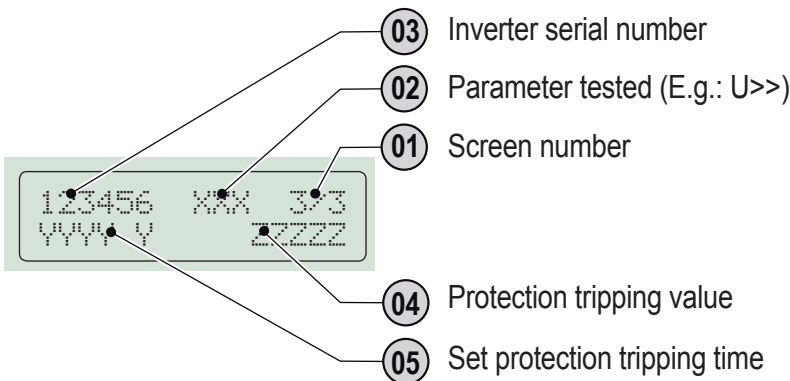 03 Inverter serial number
02 Parameter tested (E.g.: U>>)
01 Screen number
123456 XXX 3/3
YYYY Y ZZZZZ
04 Protection tripping value
05 Set protection tripping time